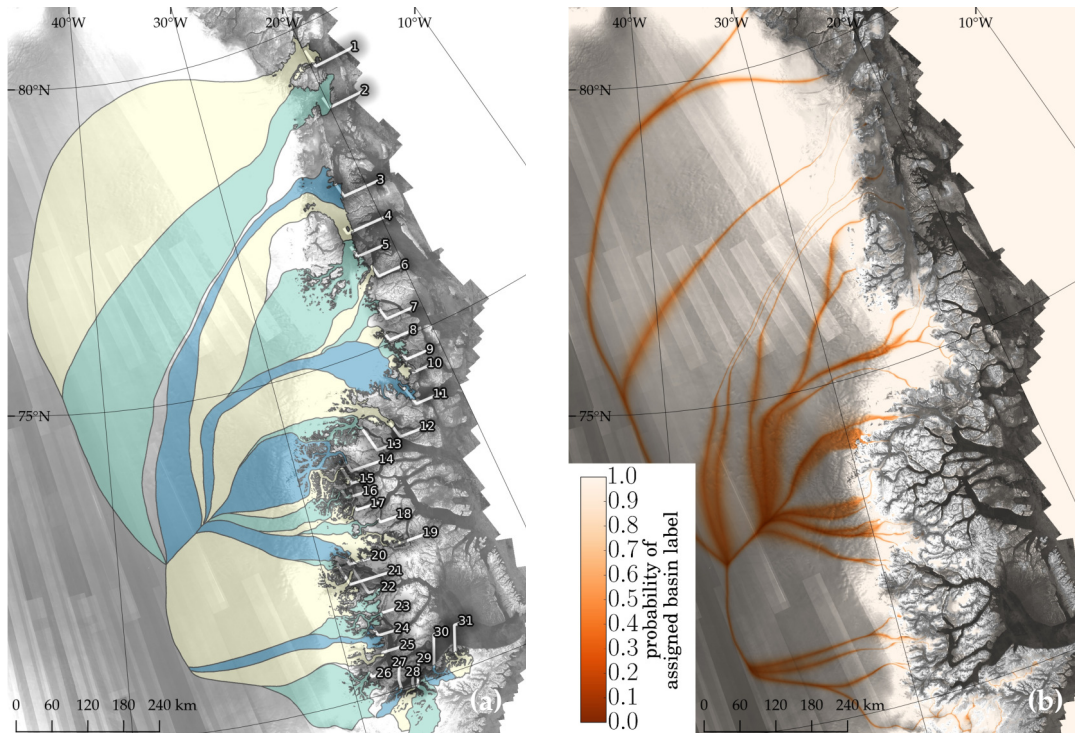 40°W
30°W
20°W
10°W
80°N
75°N
1
2
3
4
5
6
7
8
9
10
11
12
13
14
15
16
17
18
19
20
21
22
23
24
25
26
27
28
29
30
31
0 60 120 180 240 km
(a)
40°W
30°W
20°W
10°W
80°N
75°N
1.0
0.9
0.8
0.7
0.6
0.5
0.4
0.3
0.2
0.1
0.0
probability of
assigned basin label
0 60 120 180 240 km
(b)